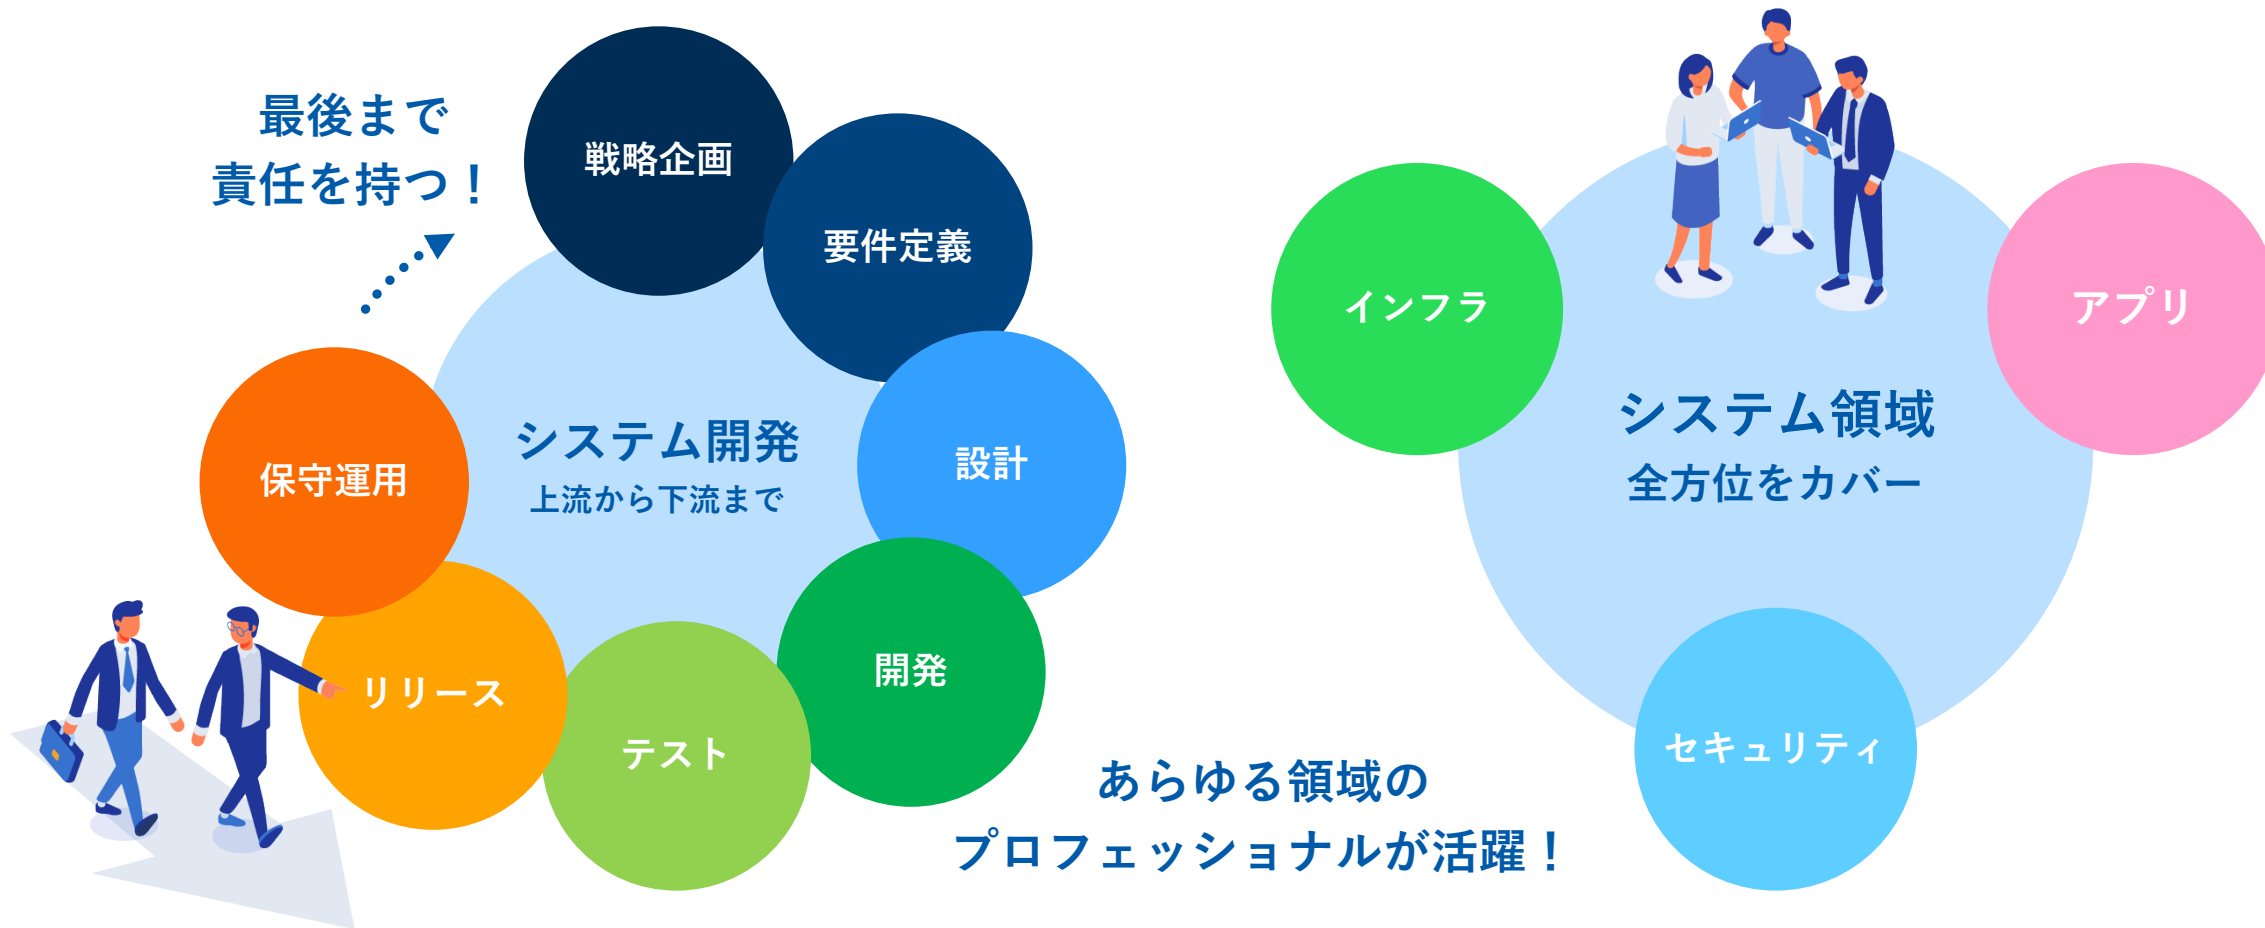 最後まで
責任を持つ！
戦略企画
要件定義
設計
開発
テスト
リリース
保守運用
システム開発
上流から下流まで
インフラ
アプリ
セキュリティ
システム領域
全方位をカバー
あらゆる領域の
プロフェッショナルが活躍！